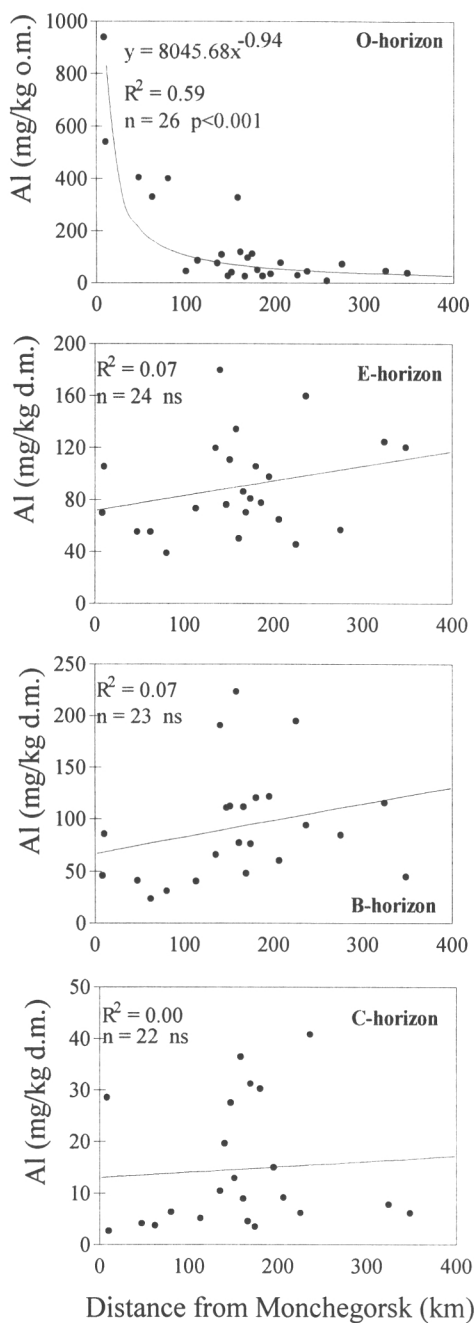 Al (mg/kg o.m.)
1000
800
600
400
200
0
y = 8045.68x^-0.94
O-horizon
R² = 0.59
n = 26 p<0.001
0 100 200 300 400
Al (mg/kg d.m.)
200
160
120
80
40
0
R² = 0.07
E-horizon
n = 24 ns
0 100 200 300 400
Al (mg/kg d.m.)
250
200
150
100
50
0
R² = 0.07
n = 23 ns
B-horizon
0 100 200 300 400
Al (mg/kg d.m.)
50
40
30
20
10
0
R² = 0.00
C-horizon
n = 22 ns
0 100 200 300 400
Distance from Monchegorsk (km)